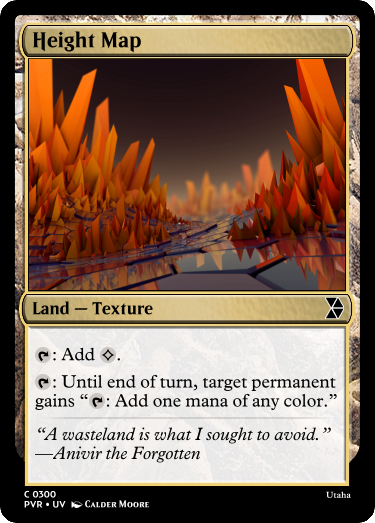 Height Map
Land — Texture
: Add .
: Until end of turn, target permanent
gains “: Add one mana of any color.”
“A wasteland is what I sought to avoid.”
—Anivir the Forgotten
C 0300
PVR • UV Calder Moore
Utaha